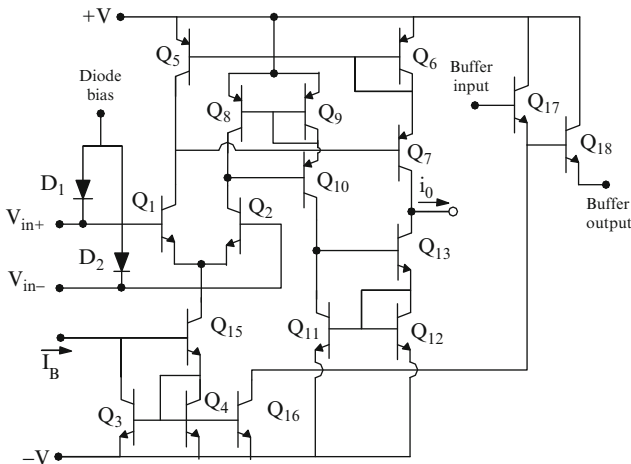 +V
Q5
Q6
Diode
bias
Buffer
input
Q8
Q9
Q17
Q18
Q7
Q10
D1
Q1
Q2
i0
Vin+
Buffer
output
D2
Q13
Vin−
Q15
Q11
Q12
IB
Q3
Q4
Q16
−V